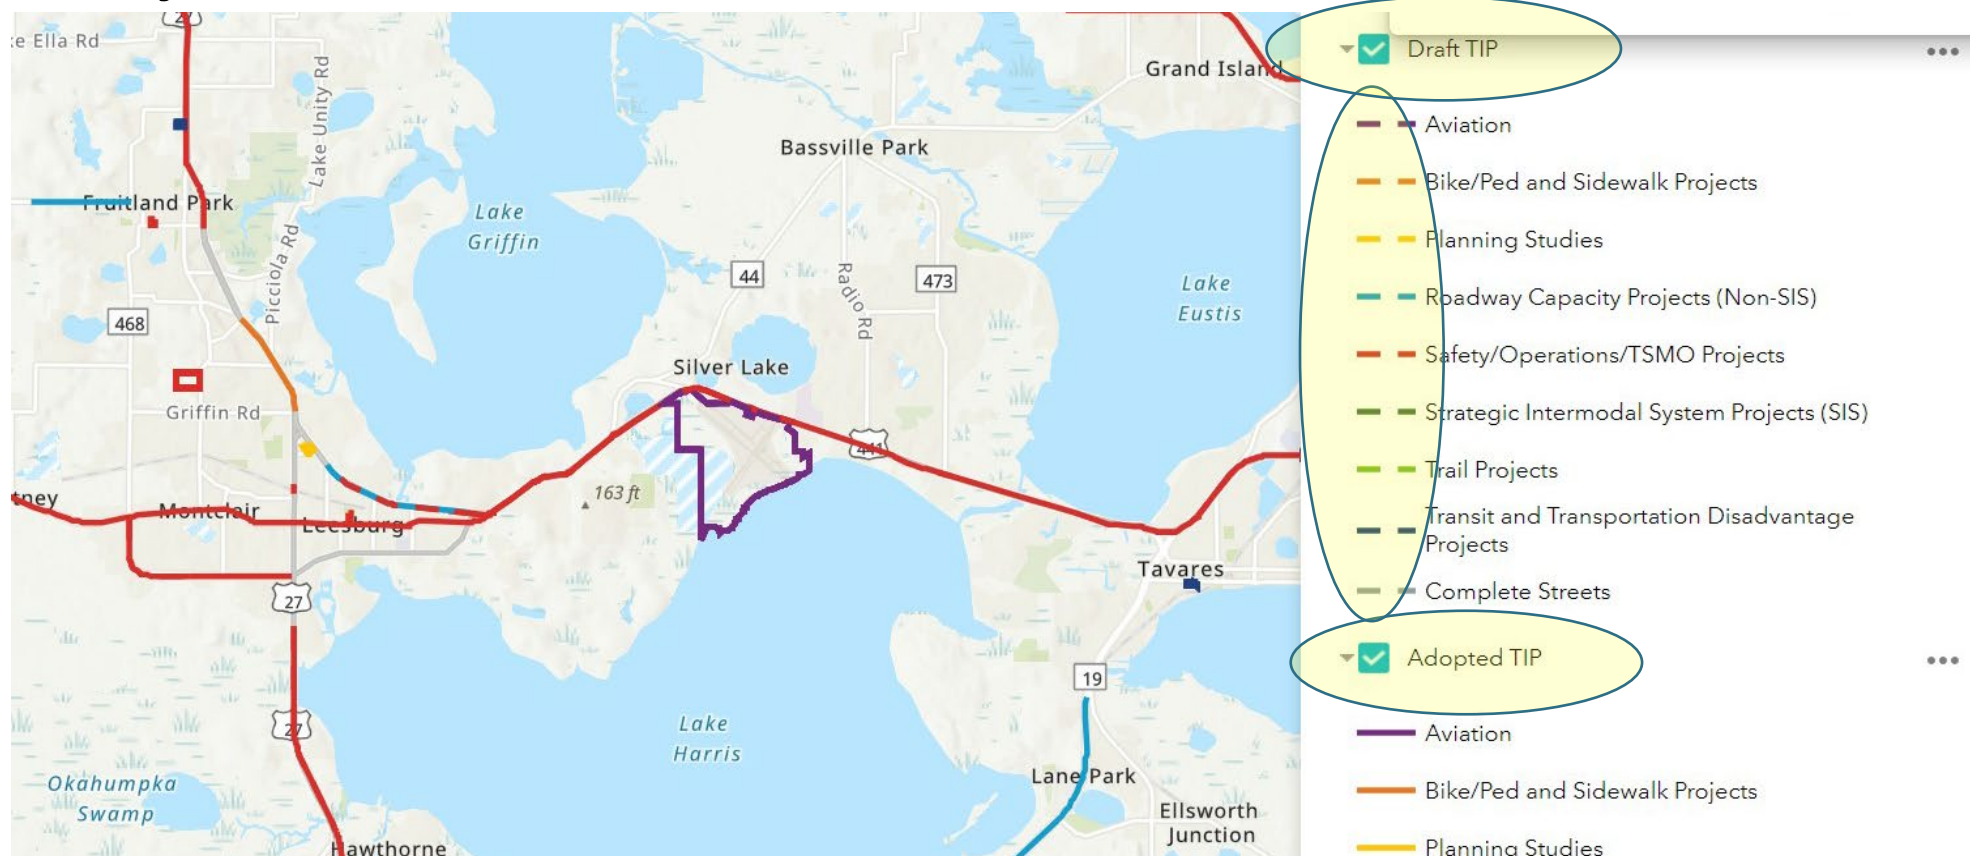 27
Ella Rd
Lake Unity Rd
Grand Island
Bassville Park
Fruitland Park
Lake
Griffin
Picciola Rd
44
Radio Rd
473
Lake
Eustis
468
Silver Lake
Griffin Rd
441
163 ft
Montclair
Leesburg
Tavares
27
19
27
Lake
Harris
Okahumpka
Swamp
Lane Park
Ellsworth
Junction
Hawthorne
Draft TIP
Aviation
Bike/Ped and Sidewalk Projects
Planning Studies
Roadway Capacity Projects (Non-SIS)
Safety/Operations/TSMO Projects
Strategic Intermodal System Projects (SIS)
Trail Projects
Transit and Transportation Disadvantage
Projects
Complete Streets
Adopted TIP
Aviation
Bike/Ped and Sidewalk Projects
Planning Studies